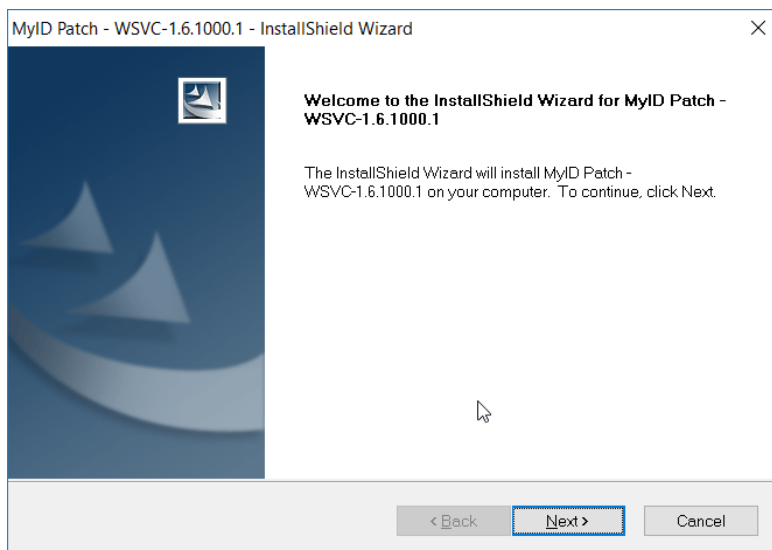 MyID Patch - WSVC-1.6.1000.1 - InstallShield Wizard
Welcome to the InstallShield Wizard for MyID Patch -
WSVC-1.6.1000.1
The InstallShield Wizard will install MyID Patch -
WSVC-1.6.1000.1 on your computer. To continue, click Next.
< Back
Next >
Cancel